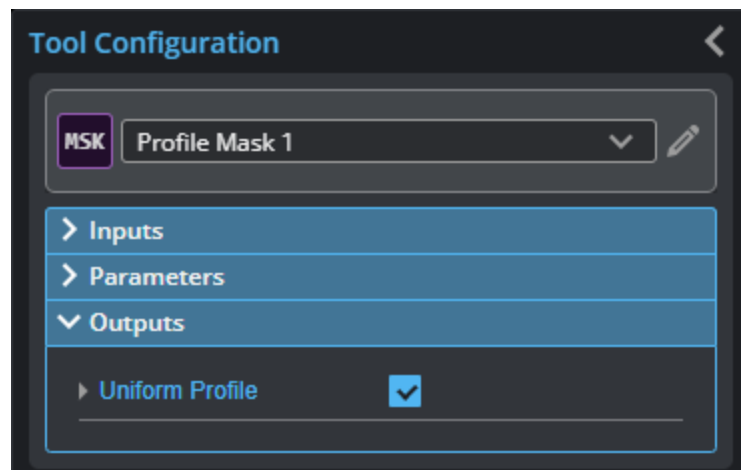 Tool Configuration
MSK Profile Mask 1
Inputs
Parameters
Outputs
Uniform Profile